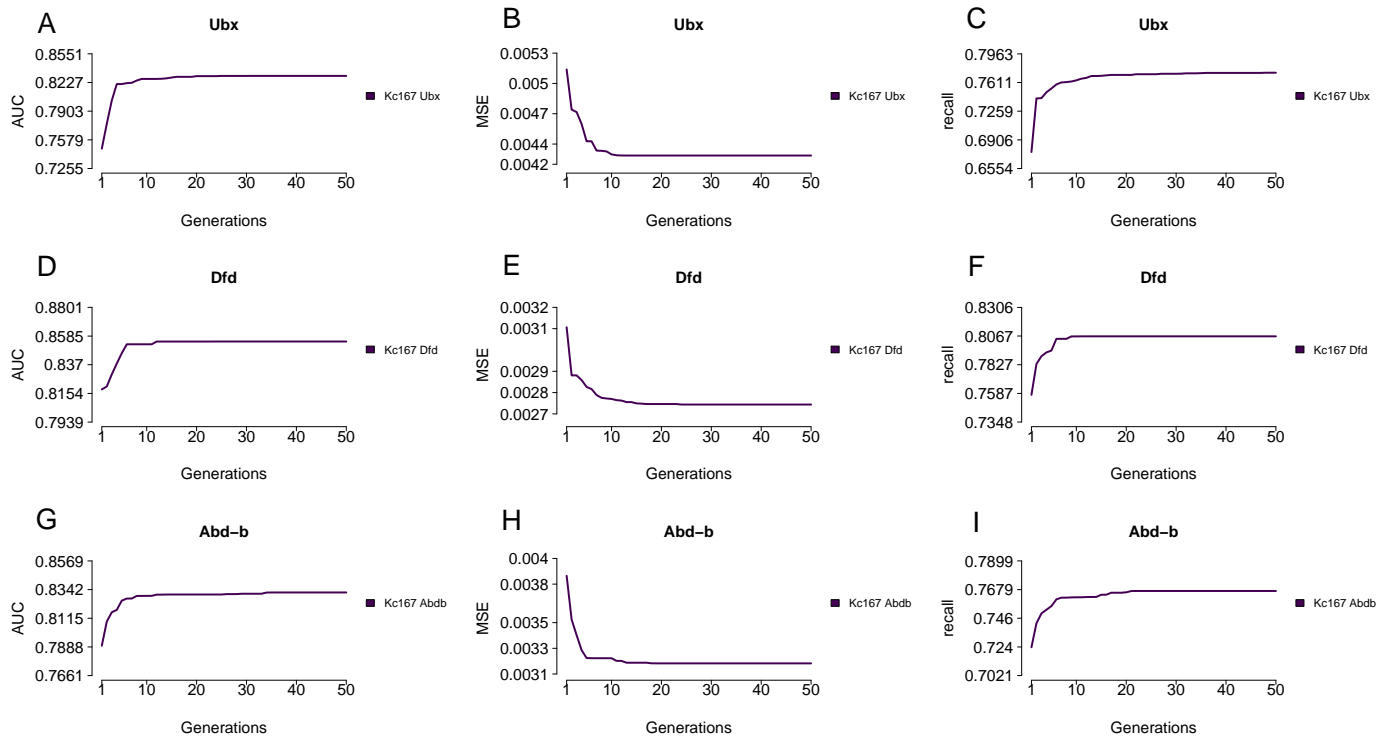 A
Ubx
0.8551
0.8227
0.7903
0.7579
0.7255
AUC
1 10 20 30 40 50
Generations
Kc167 Ubx
B
Ubx
0.0053
0.005
0.0047
0.0044
0.0042
MSE
1 10 20 30 40 50
Generations
Kc167 Ubx
C
Ubx
0.7963
0.7611
0.7259
0.6906
0.6554
recall
1 10 20 30 40 50
Generations
Kc167 Ubx
D
Dfd
0.8801
0.8585
0.837
0.8154
0.7939
AUC
1 10 20 30 40 50
Generations
Kc167 Dfd
E
Dfd
0.0032
0.0031
0.0029
0.0028
0.0027
MSE
1 10 20 30 40 50
Generations
Kc167 Dfd
F
Dfd
0.8306
0.8067
0.7827
0.7587
0.7348
recall
1 10 20 30 40 50
Generations
Kc167 Dfd
G
Abd−b
0.8569
0.8342
0.8115
0.7888
0.7661
AUC
1 10 20 30 40 50
Generations
Kc167 Abdb
H
Abd−b
0.004
0.0038
0.0035
0.0033
0.0031
MSE
1 10 20 30 40 50
Generations
Kc167 Abdb
I
Abd−b
0.7899
0.7679
0.746
0.724
0.7021
recall
1 10 20 30 40 50
Generations
Kc167 Abdb